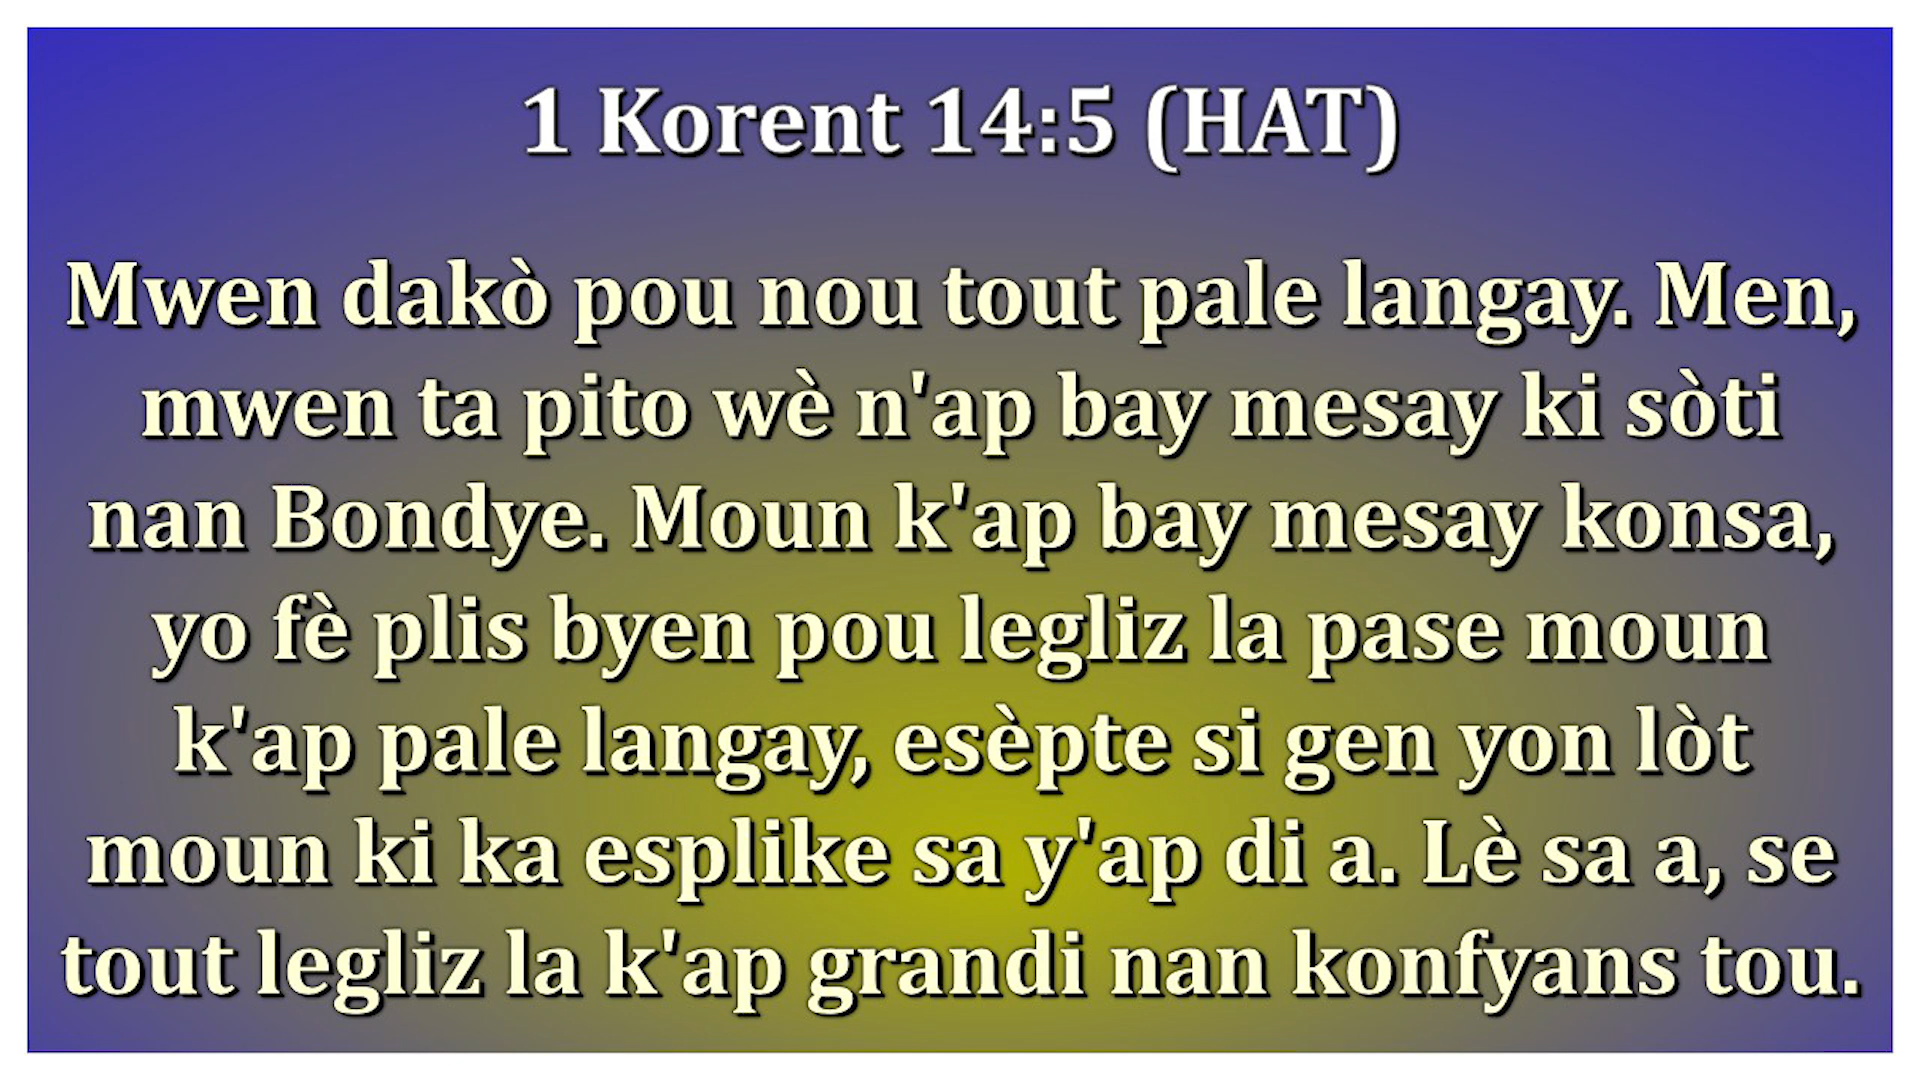 1 Korent 14:5 (HAT)
Mwen dakò pou nou tout pale langay. Men,
mwen ta pito wè n'ap bay mesay ki sòti
nan Bondye. Moun k'ap bay mesay konsa,
yo fè plis byen pou legliz la pase moun
k'ap pale langay, esèpte si gen yon lòt
moun ki ka esplike sa y'ap di a. Lè sa a, se
tout legliz la k'ap grandi nan konfyans tou.